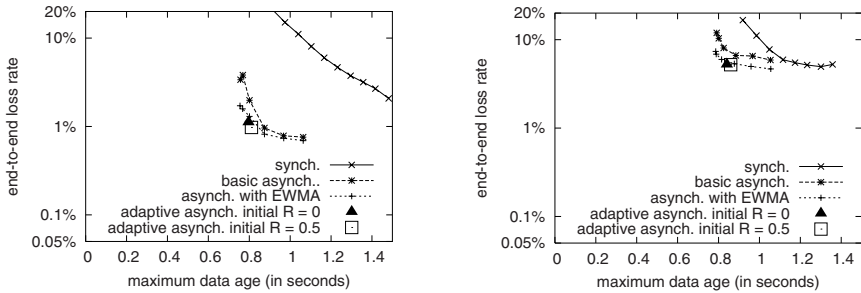 20%
10%
1%
0.1%
0.05%
end-to-end loss rate
synch.
basic asynch..
asynch. with EWMA
adaptive asynch. initial R = 0
adaptive asynch. initial R = 0.5
0 0.2 0.4 0.6 0.8 1 1.2 1.4
maximum data age (in seconds)
20%
10%
1%
0.1%
0.05%
end-to-end loss rate
synch.
basic asynch.
asynch. with EWMA
adaptive asynch. initial R = 0
adaptive asynch. initial R = 0.5
0 0.2 0.4 0.6 0.8 1 1.2 1.4
maximum data age (in seconds)